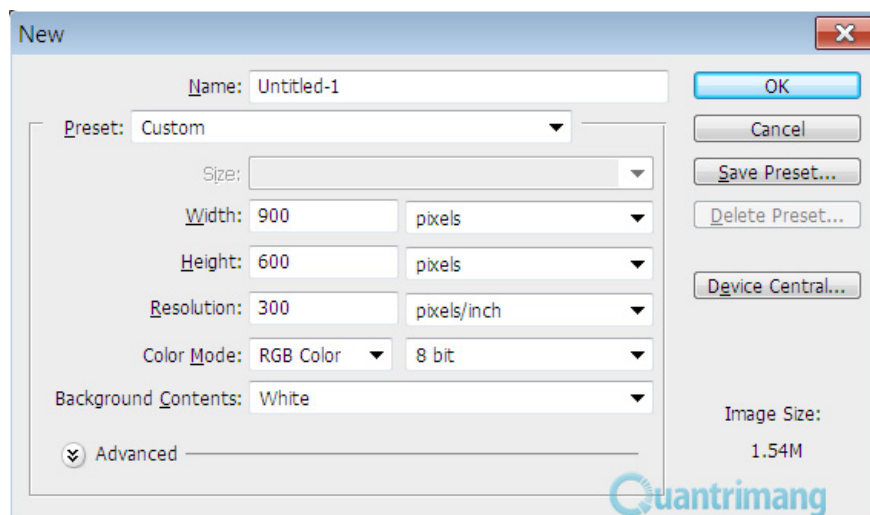 New
Name: Untitled-1
OK
Preset: Custom
Cancel
Size:
Save Preset...
Width: 900 pixels
Delete Preset...
Height: 600 pixels
Device Central...
Resolution: 300 pixels/inch
Color Mode: RGB Color 8 bit
Background Contents: White
Image Size:
1.54M
Advanced
Quantrimang